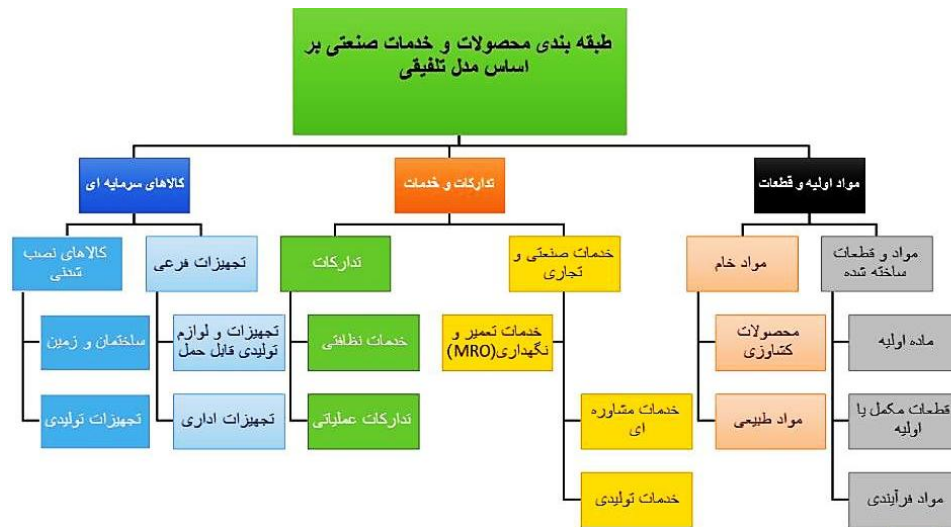 طبقه بندی محصولات و خدمات صنعتی بر
اساس مدل تلفیقی
مواد اولیه و قطعات
تدارکات و خدمات
کالاهای سرمایه ای
مواد و قطعات
ساخته شده
مواد خام
خدمات صنعتی و
تجاری
تدارکات
تجهیزات فرعی
کالاهای نصب
شدنی
ماده اولیه
محصولات
کشاوزی
خدمات تعمیر و
نگهداری(MRO)
خدمات نظافتی
تجهیزات و لوازم
تولیدی قابل حمل
ساختمان و زمین
قطعات مکمل یا
اولیه
مواد طبیعی
خدمات مشاوره
ای
تدارکات عملیاتی
تجهیزات اداری
تجهیزات تولیدی
مواد فرآیندی
خدمات تولیدی